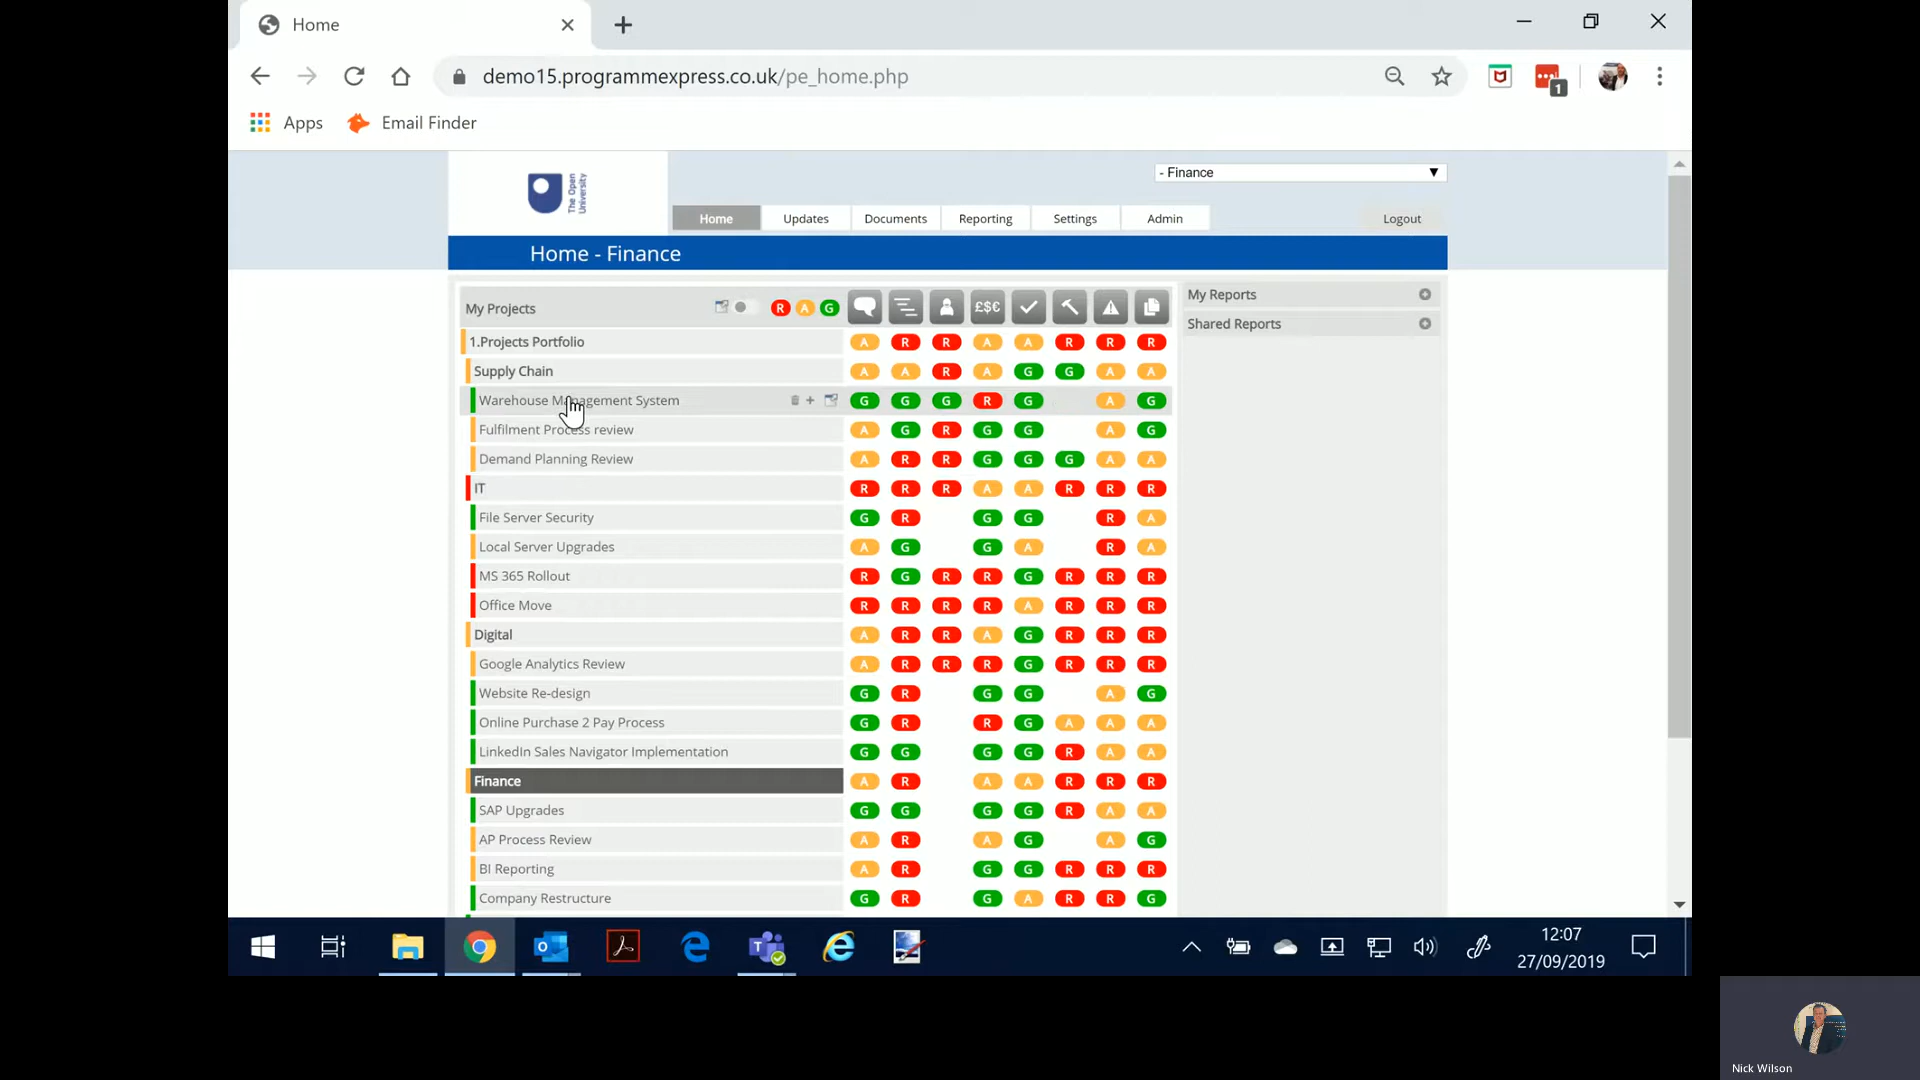 Home
demo15.programmexpress.co.uk/pe_home.php
1
Apps Email Finder
The Open University
- Finance
Home Updates Documents Reporting Settings Admin Logout
Home - Finance
My Projects R A G £$€ My Reports
Shared Reports
1.Projects Portfolio A R R A A R R R
Supply Chain A A R A G G A A
Warehouse Management System G G G R G A G
Fulfilment Process review A G R G G A G
Demand Planning Review A R R G G G A A
IT R R R A A R R R
File Server Security G R G G R A
Local Server Upgrades A G G A R A
MS 365 Rollout R G R R G R R R
Office Move R R R R A R R R
Digital A R R A G R R R
Google Analytics Review A R R R G R R R
Website Re-design G R G G A G
Online Purchase 2 Pay Process G R R G A A A
LinkedIn Sales Navigator Implementation G G G G R A A
Finance A R A A R R R
SAP Upgrades G G G G R A A
AP Process Review A R A G A G
BI Reporting A R G G R R R
Company Restructure G R G A R R G
12:07
27/09/2019
Nick Wilson